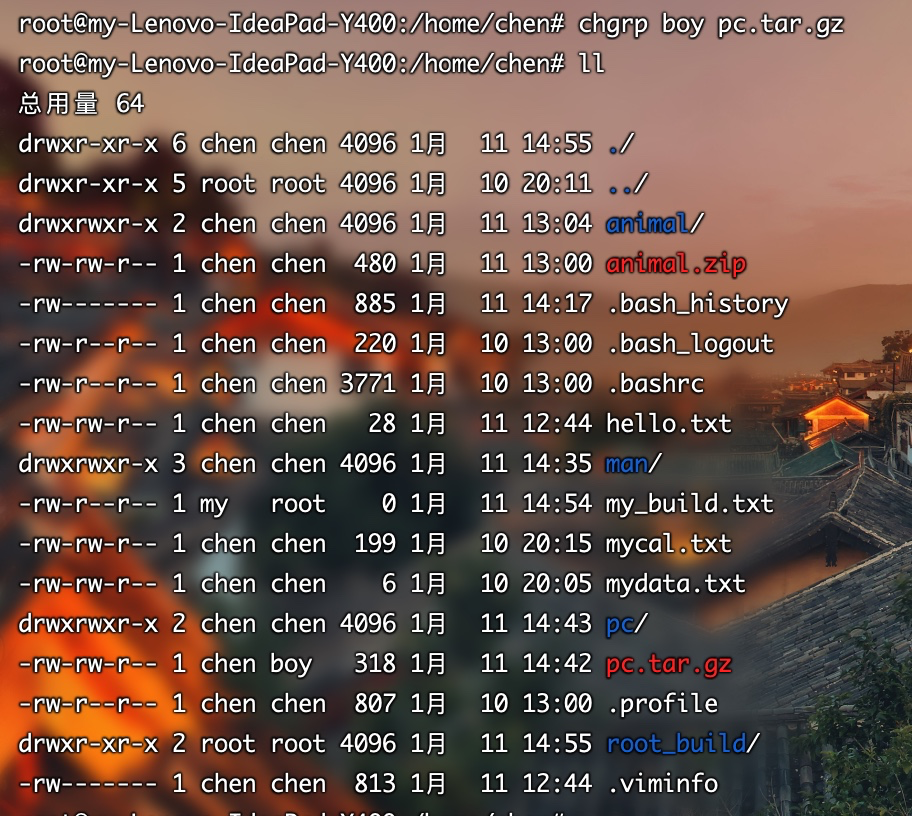 root@my-Lenovo-IdeaPad-Y400:/home/chen# chgrp boy pc.tar.gz
root@my-Lenovo-IdeaPad-Y400:/home/chen# ll
总用量 64
drwxr-xr-x 6 chen chen 4096 1月  11 14:55 ./
drwxr-xr-x 5 root root 4096 1月  10 20:11 ../
drwxrwxr-x 2 chen chen 4096 1月  11 13:04 animal/
-rw-rw-r-- 1 chen chen  480 1月  11 13:00 animal.zip
-rw------- 1 chen chen  885 1月  11 14:17 .bash_history
-rw-r--r-- 1 chen chen  220 1月  10 13:00 .bash_logout
-rw-r--r-- 1 chen chen 3771 1月  10 13:00 .bashrc
-rw-rw-r-- 1 chen chen   28 1月  11 12:44 hello.txt
drwxrwxr-x 3 chen chen 4096 1月  11 14:35 man/
-rw-r--r-- 1 my   root    0 1月  11 14:54 my_build.txt
-rw-rw-r-- 1 chen chen  199 1月  10 20:15 mycal.txt
-rw-rw-r-- 1 chen chen    6 1月  10 20:05 mydata.txt
drwxrwxr-x 2 chen chen 4096 1月  11 14:43 pc/
-rw-rw-r-- 1 chen boy   318 1月  11 14:42 pc.tar.gz
-rw-r--r-- 1 chen chen  807 1月  10 13:00 .profile
drwxr-xr-x 2 root root 4096 1月  11 14:55 root_build/
-rw------- 1 chen chen  813 1月  11 12:44 .viminfo